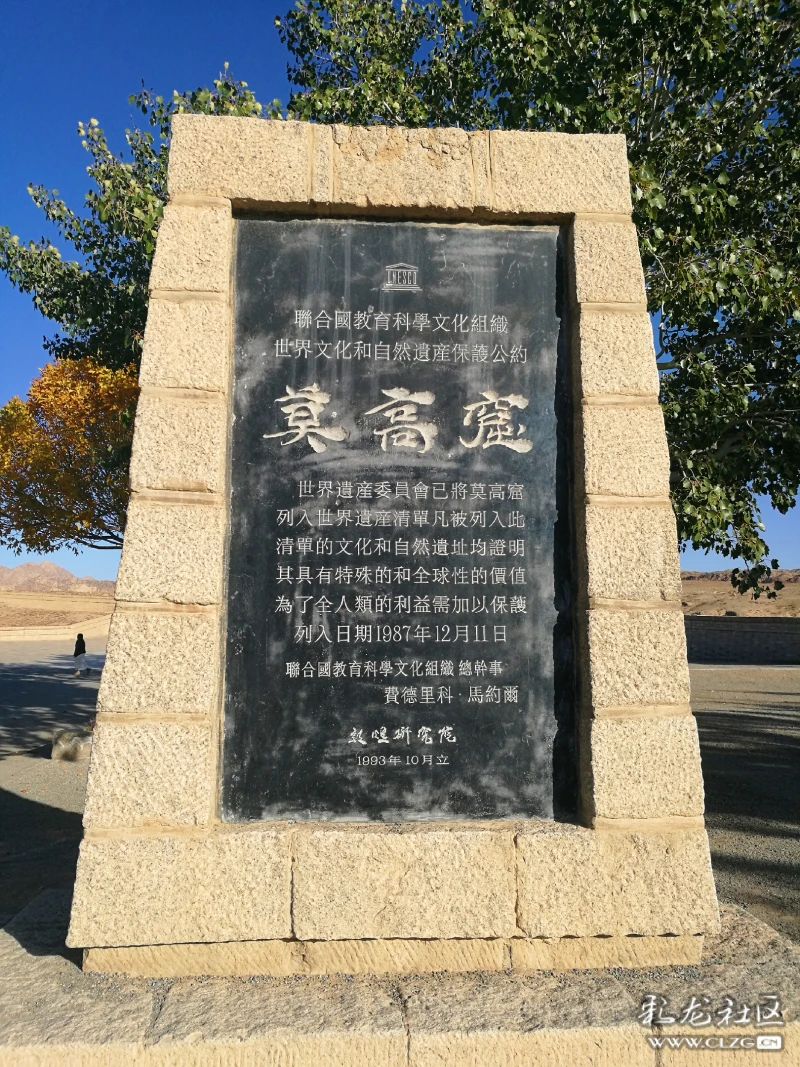 UNESCO
聯合國教育科學文化組織
世界文化和自然遺産保護公約
莫高窟
世界遺産委員會已將莫高窟
列入世界遺産清單凡被列入此
清單的文化和自然遺址均證明
其具有特殊的和全球性的價值
為了全人類的利益需加以保護
列入日期1987年12月11日
聯合國教育科學文化組織 總幹事
費德里科·馬約爾
敦煌研究院
1993年10月立
龙社区
WWW.CLZG.CN